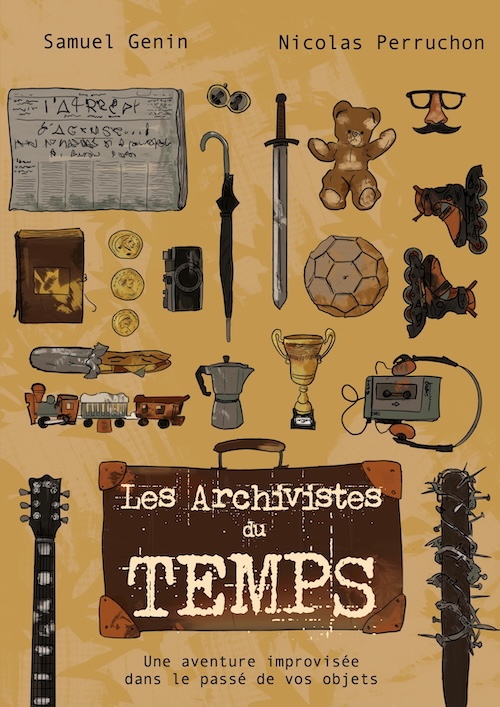 Samuel Genin
Nicolas Perruchon
Les Archivistes
du
TEMPS
Une aventure improvisée
dans le passé de vos objets